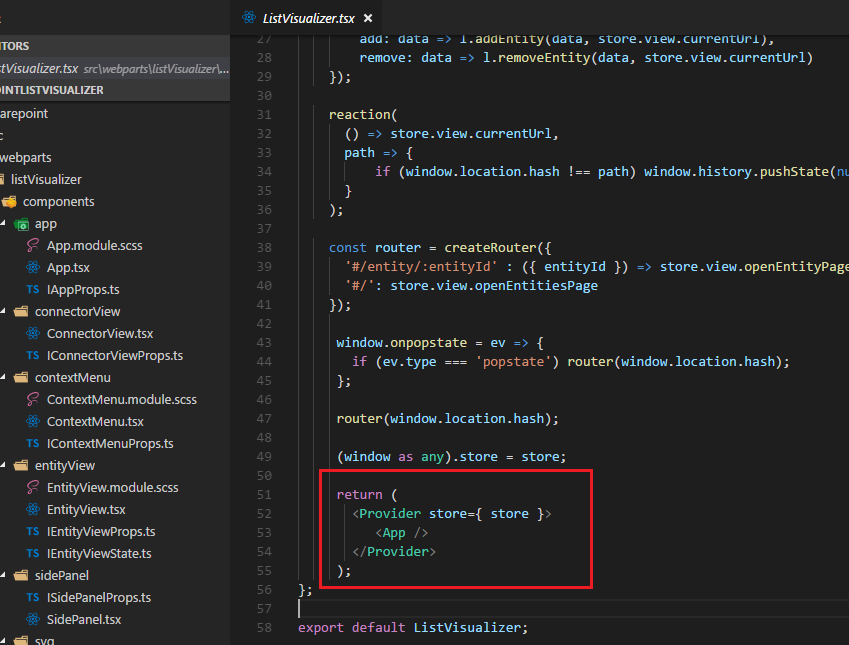 ListVisualizer.tsx ×
TORS
stVisualizer.tsx src\webparts\listVisualizer\...
OINTLISTVISUALIZER
arepoint
c
webparts
listVisualizer
components
app
App.module.scss
App.tsx
TS IAppProps.ts
connectorView
ConnectorView.tsx
TS IConnectorViewProps.ts
contextMenu
ContextMenu.module.scss
ContextMenu.tsx
TS IContextMenuProps.ts
entityView
EntityView.module.scss
EntityView.tsx
TS IEntityViewProps.ts
TS IEntityViewState.ts
sidePanel
TS ISidePanelProps.ts
SidePanel.tsx
svg
27 add: data => l.addEntity(data, store.view.currentUrl),
28 remove: data => l.removeEntity(data, store.view.currentUrl)
29 });
30
31 reaction(
32 () => store.view.currentUrl,
33 path => {
34 if (window.location.hash !== path) window.history.pushState(nu
35 }
36 );
37
38 const router = createRouter({
39 '#/entity/:entityId' : ({ entityId }) => store.view.openEntityPage
40 '#/': store.view.openEntitiesPage
41 });
42
43 window.onpopstate = ev => {
44 if (ev.type === 'popstate') router(window.location.hash);
45 };
46
47 router(window.location.hash);
48
49 (window as any).store = store;
50
51 return (
52 <Provider store={ store }>
53 <App />
54 </Provider>
55 );
56 };
57
58 export default ListVisualizer;